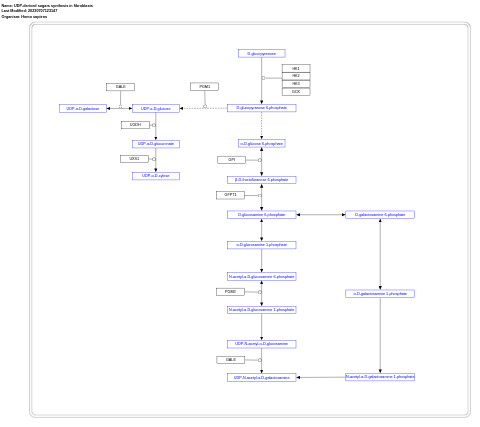 Name: UDP-derived sugars synthesis in fibroblasts
Last Modified: 20230707123147
Organism: Homo sapiens
D-glucopyranose
HK1
HK2
HK3
GCK
GALE
PGM1
UDP-α-D-galactose
UDP-α-D-glucose
D-glucopyranose 6-phosphate
UGDH
UDP-α-D-glucuronate
α-D-glucose 6-phosphate
UXS1
GPI
UDP-α-D-xylose
β-D-fructofuranose 6-phosphate
GFPT1
D-glucosamine 6-phosphate
D-galactosamine 6-phosphate
α-D-glucosamine 1-phosphate
N-acetyl-α-D-glucosamine 6-phosphate
PGM3
α-D-galactosamine 1-phosphate
N-acetyl-α-D-glucosamine 1-phosphate
UDP-N-acetyl-α-D-glucosamine
GALE
UDP-N-acetyl-α-D-galactosamine
N-acetyl-α-D-galactosamine 1-phosphate